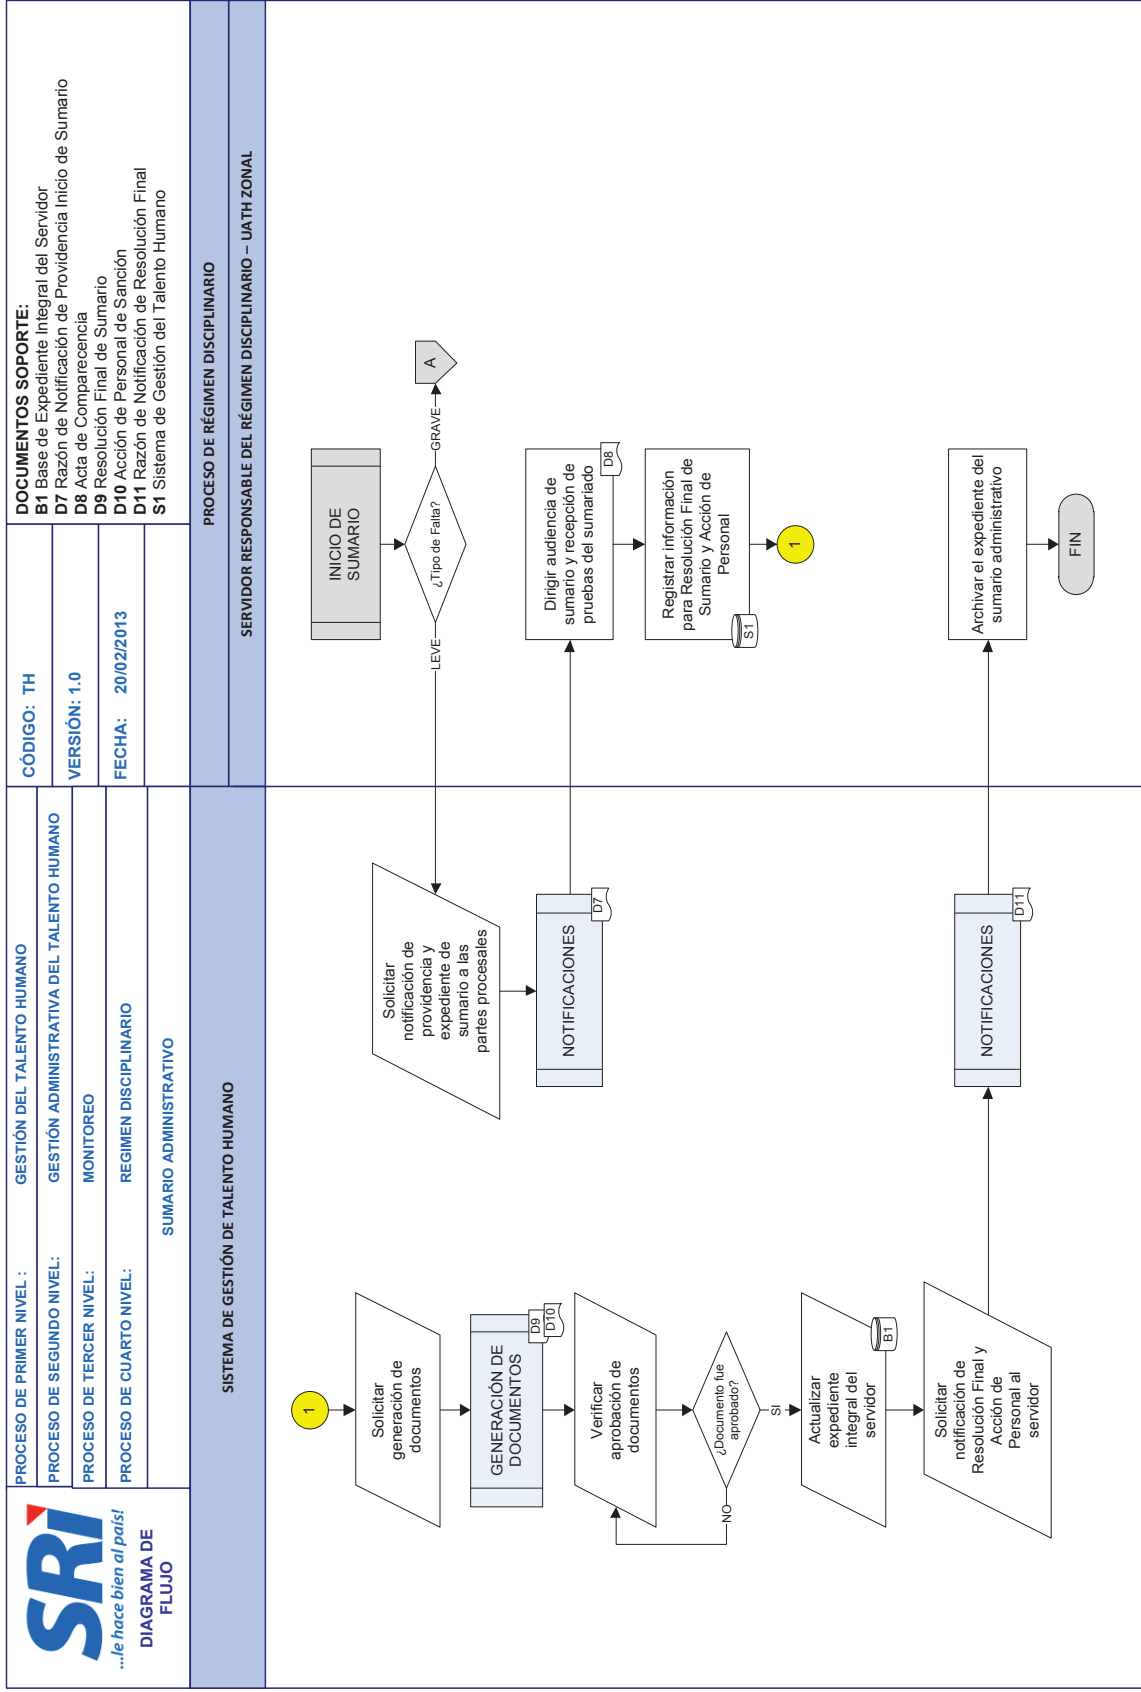 SRi
...le hace bien al país!
DIAGRAMA DE
FLUJO
PROCESO DE PRIMER NIVEL :
GESTIÓN DEL TALENTO HUMANO
PROCESO DE SEGUNDO NIVEL:
GESTIÓN ADMINISTRATIVA DEL TALENTO HUMANO
PROCESO DE TERCER NIVEL:
MONITOREO
PROCESO DE CUARTO NIVEL:
REGIMEN DISCIPLINARIO
SUMARIO ADMINISTRATIVO
CÓDIGO: TH
VERSIÓN: 1.0
FECHA: 20/02/2013
DOCUMENTOS SOPORTE:
B1 Base de Expediente Integral del Servidor
D7 Razón de Notificación de Providencia Inicio de Sumario
D8 Acta de Comparecencia
D9 Resolución Final de Sumario
D10 Acción de Personal de Sanción
D11 Razón de Notificación de Resolución Final
S1 Sistema de Gestión del Talento Humano
PROCESO DE RÉGIMEN DISCIPLINARIO
SISTEMA DE GESTIÓN DE TALENTO HUMANO
SERVIDOR RESPONSABLE DEL RÉGIMEN DISCIPLINARIO – UATH ZONAL
INICIO DE
SUMARIO
¿Tipo de Falta?
GRAVE
A
LEVE
Solicitar
notificación de
providencia y
expediente de
sumario a las
partes procesales
NOTIFICACIONES
D7
Dirigir audiencia de
sumario y recepción de
pruebas del sumariado
D8
Registrar información
para Resolución Final de
Sumario y Acción de
Personal
S1
1
1
Solicitar
generación de
documentos
GENERACIÓN DE
DOCUMENTOS
D9
D10
Verificar
aprobación de
documentos
¿Documento fue
aprobado?
NO
SI
Actualizar
expediente
integral del
servidor
B1
Solicitar
notificación de
Resolución Final y
Acción de
Personal al
servidor
NOTIFICACIONES
D11
Archivar el expediente del
sumario administrativo
FIN